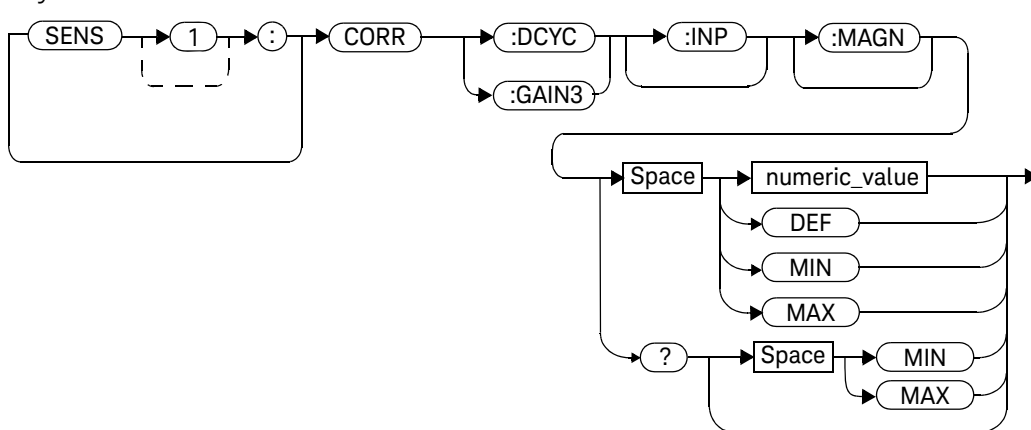 SENS 1 : CORR :DCYC :INP :MAGN
:GAIN3
Space numeric_value
DEF
MIN
MAX
? Space MIN
MAX